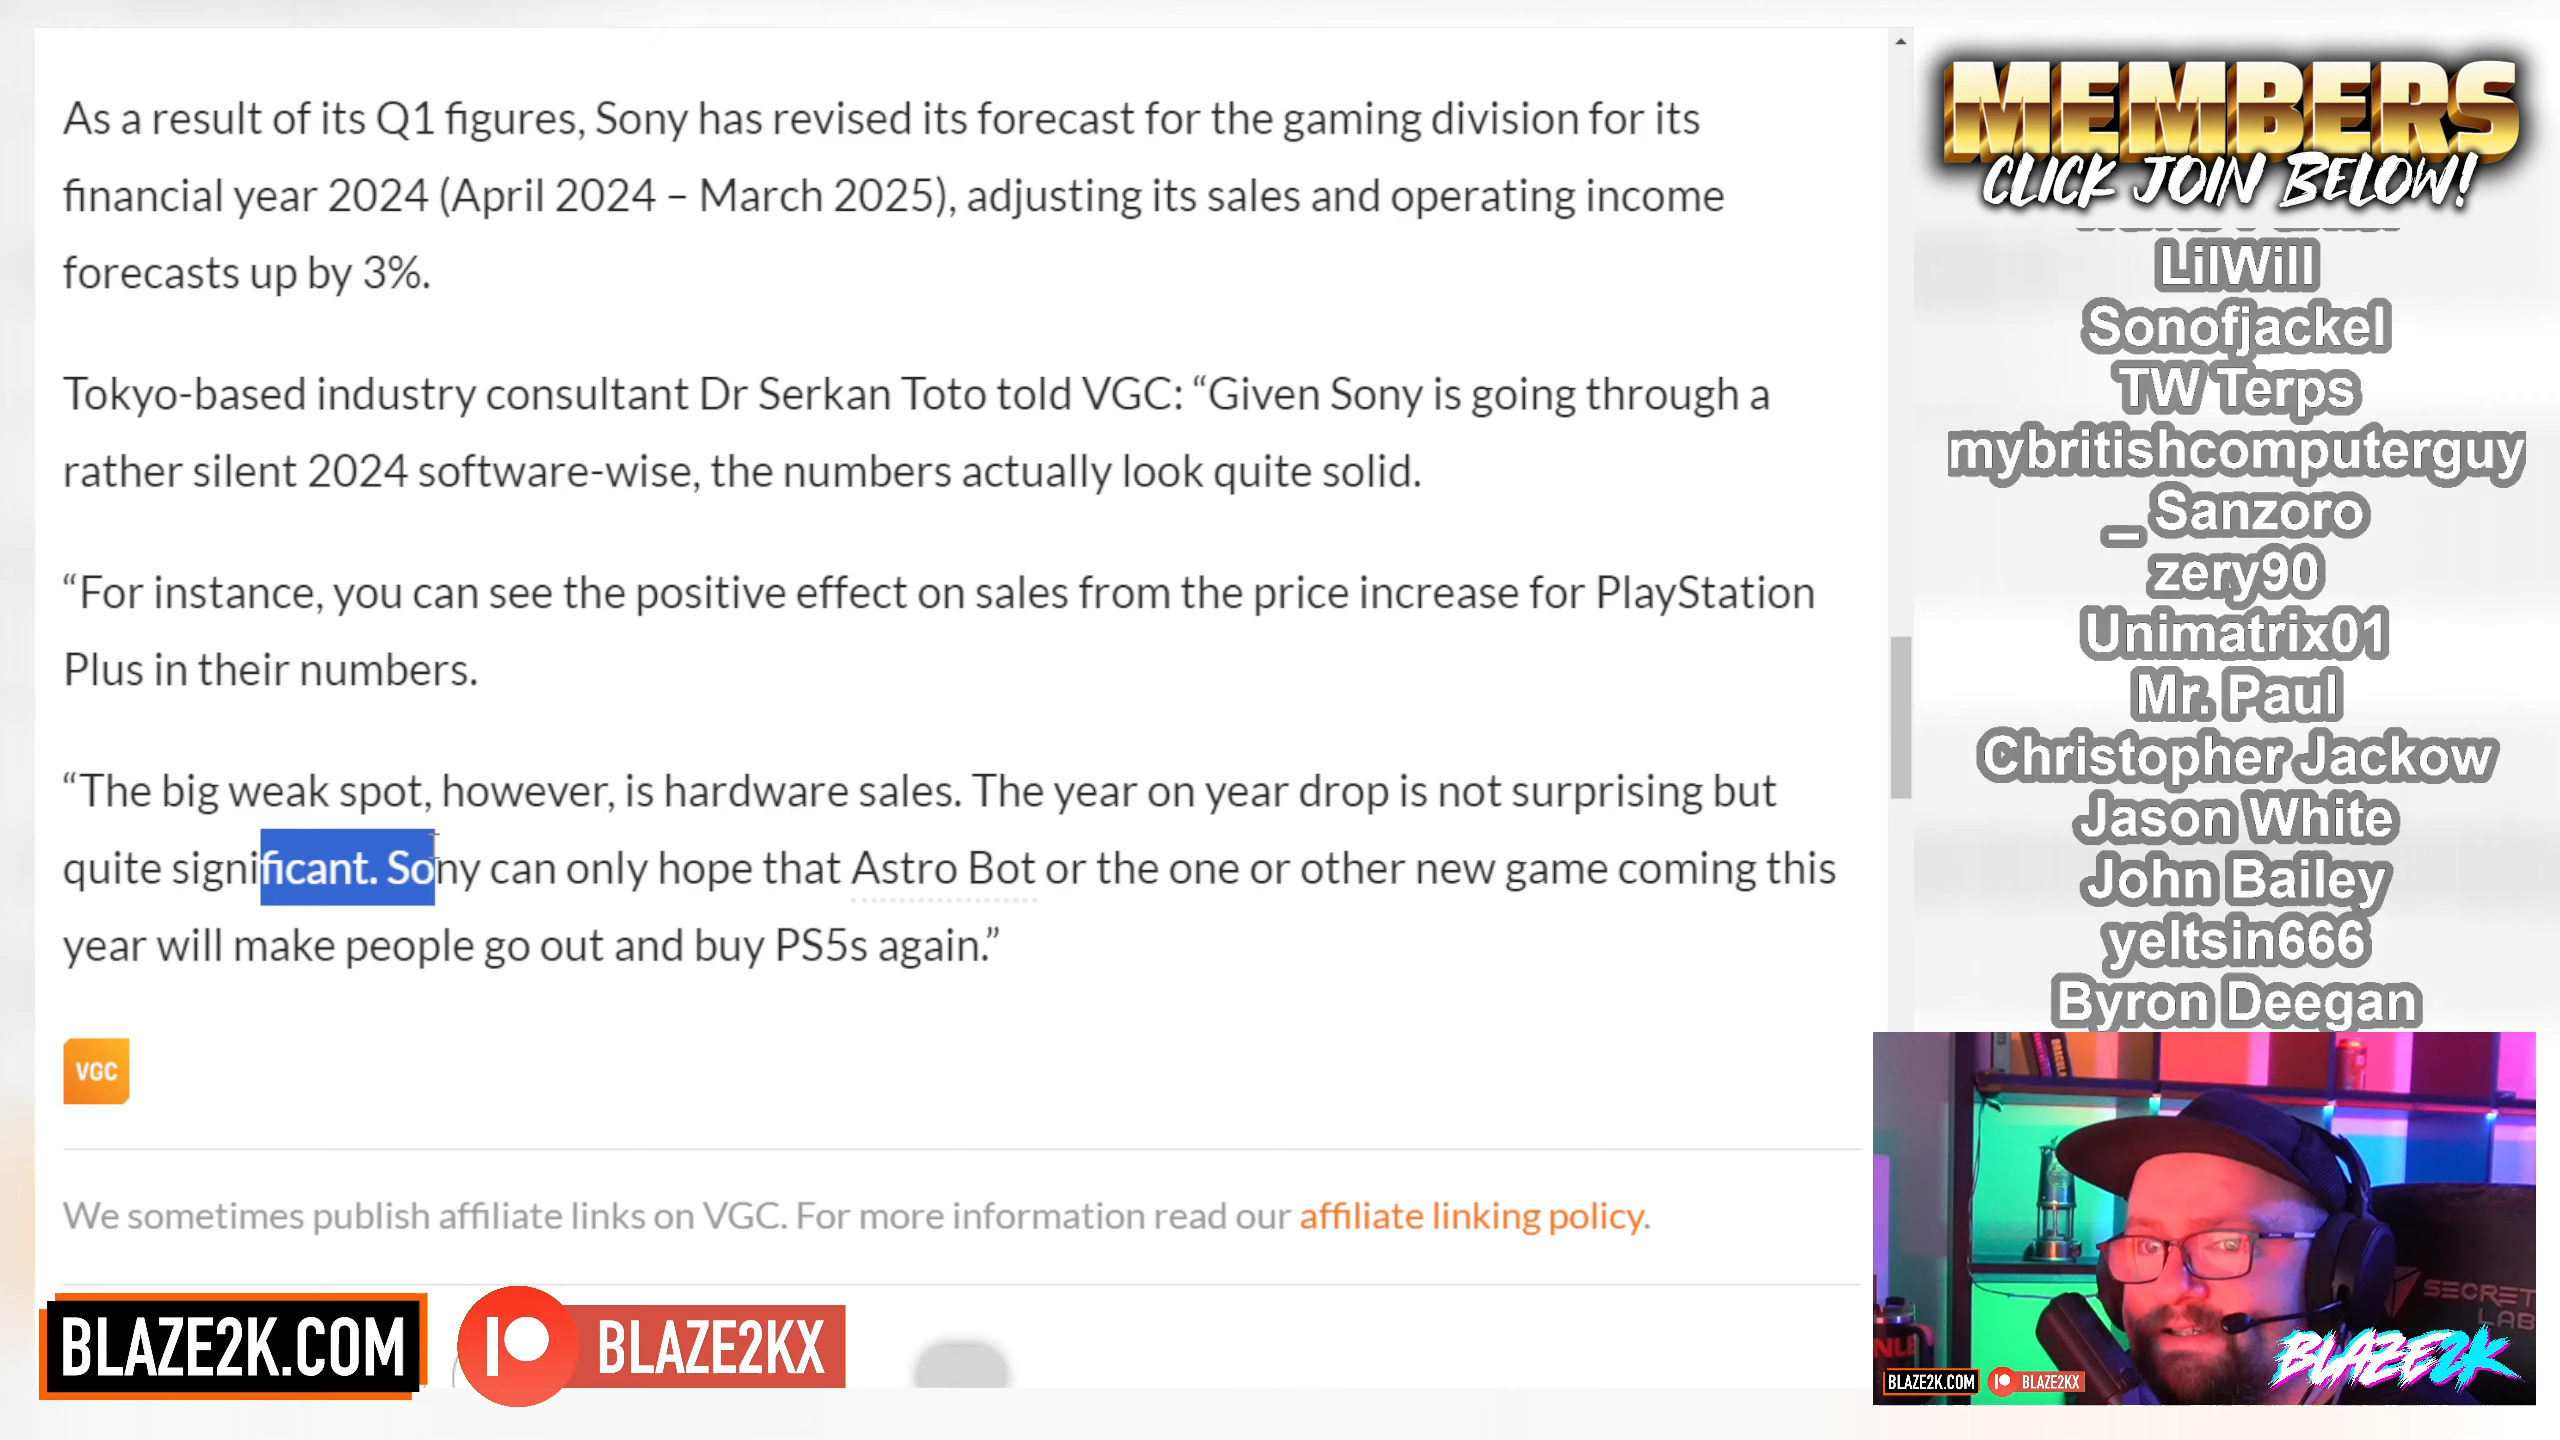 As a result of its Q1 figures, Sony has revised its forecast for the gaming division for its
financial year 2024 (April 2024 – March 2025), adjusting its sales and operating income
forecasts up by 3%.
Tokyo-based industry consultant Dr Serkan Toto told VGC: “Given Sony is going through a
rather silent 2024 software-wise, the numbers actually look quite solid.
“For instance, you can see the positive effect on sales from the price increase for PlayStation
Plus in their numbers.
“The big weak spot, however, is hardware sales. The year on year drop is not surprising but
quite significant. Sony can only hope that Astro Bot or the one or other new game coming this
year will make people go out and buy PS5s again.”
VGC
We sometimes publish affiliate links on VGC. For more information read our affiliate linking policy.
BLAZE2K.COM
BLAZE2KX
MEMBERS
CLICK JOIN BELOW!
LilWill
Sonofjackel
TW Terps
mybritishcomputerguy
_ Sanzoro
zery90
Unimatrix01
Mr. Paul
Christopher Jackow
Jason White
John Bailey
yeltsin666
Byron Deegan
SECRET
LAB
BLAZE2K
BLAZE2K.COM
BLAZE2KX